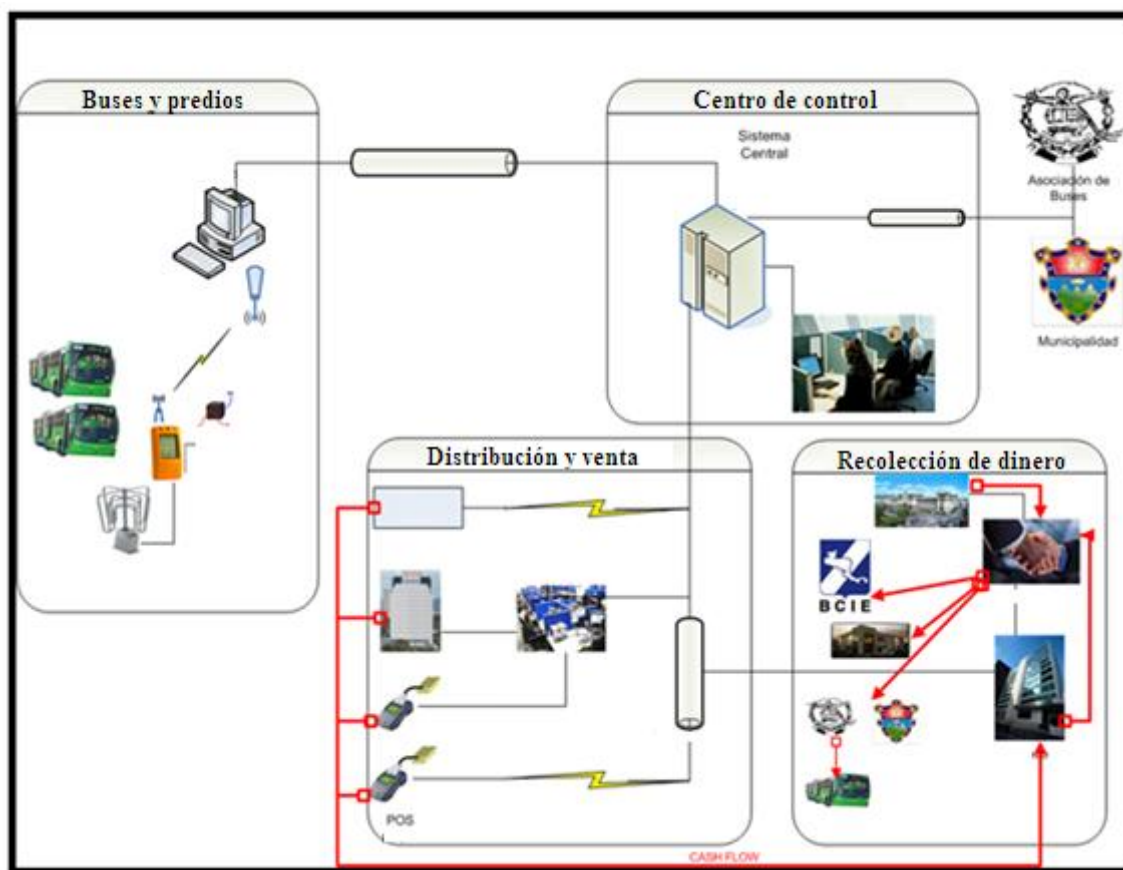 Buses y predios
Centro de control
Sistema
Central
Asociación de
Buses
Municipalidad
Distribución y venta
Recolección de dinero
BCIE
POS
CASH FLOW